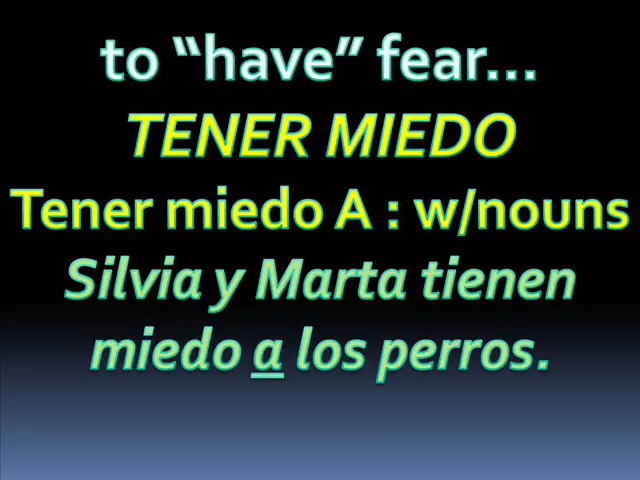 to “have” fear...
TENER MIEDO
Tener miedo A : w/nouns
Silvia y Marta tienen
miedo a los perros.